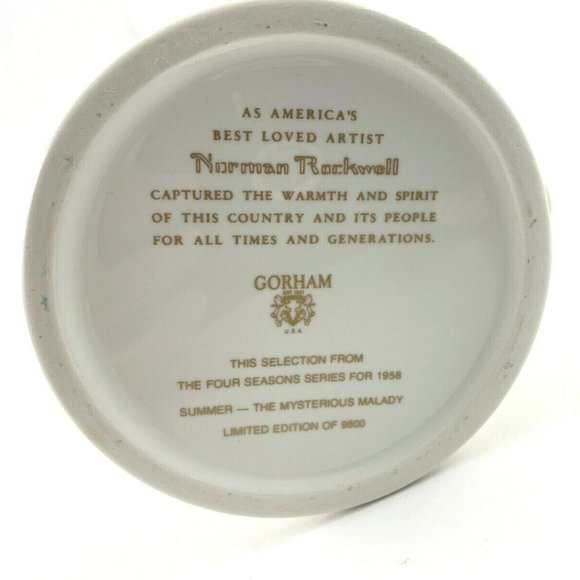 AS AMERICA'S
BEST LOVED ARTIST
Norman Rockwell
CAPTURED THE WARMTH AND SPIRIT
OF THIS COUNTRY AND ITS PEOPLE
FOR ALL TIMES AND GENERATIONS.
GORHAM
EST. 1831
U.S.A.
THIS SELECTION FROM
THE FOUR SEASONS SERIES FOR 1958
SUMMER — THE MYSTERIOUS MALADY
LIMITED EDITION OF 9800